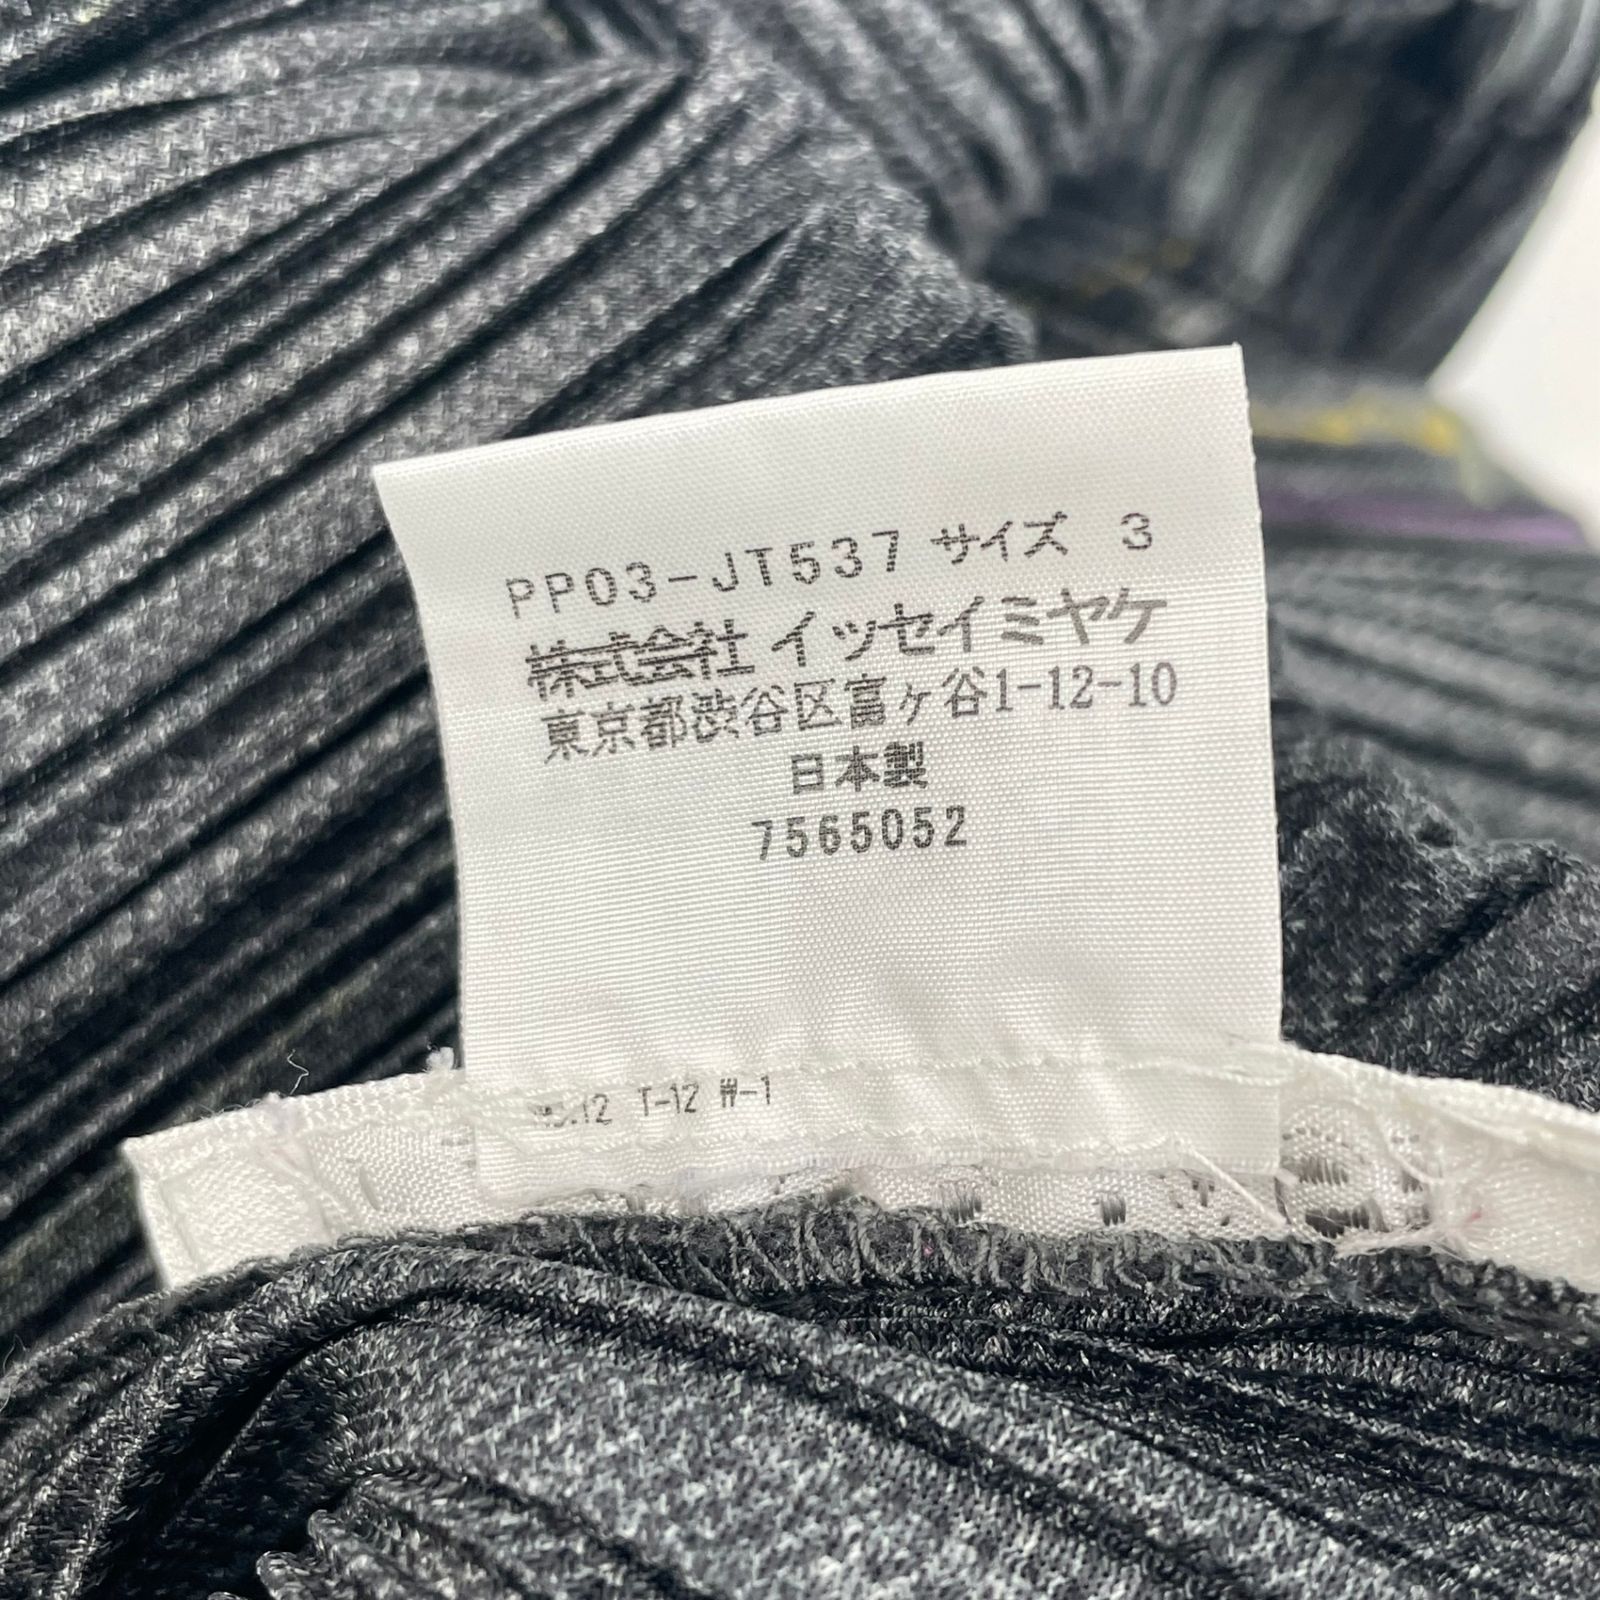 PP03-JT537 サイズ 3
株式会社 イッセイミヤケ
東京都渋谷区富ヶ谷1-12-10
日本製
7565052
T-12 W-1